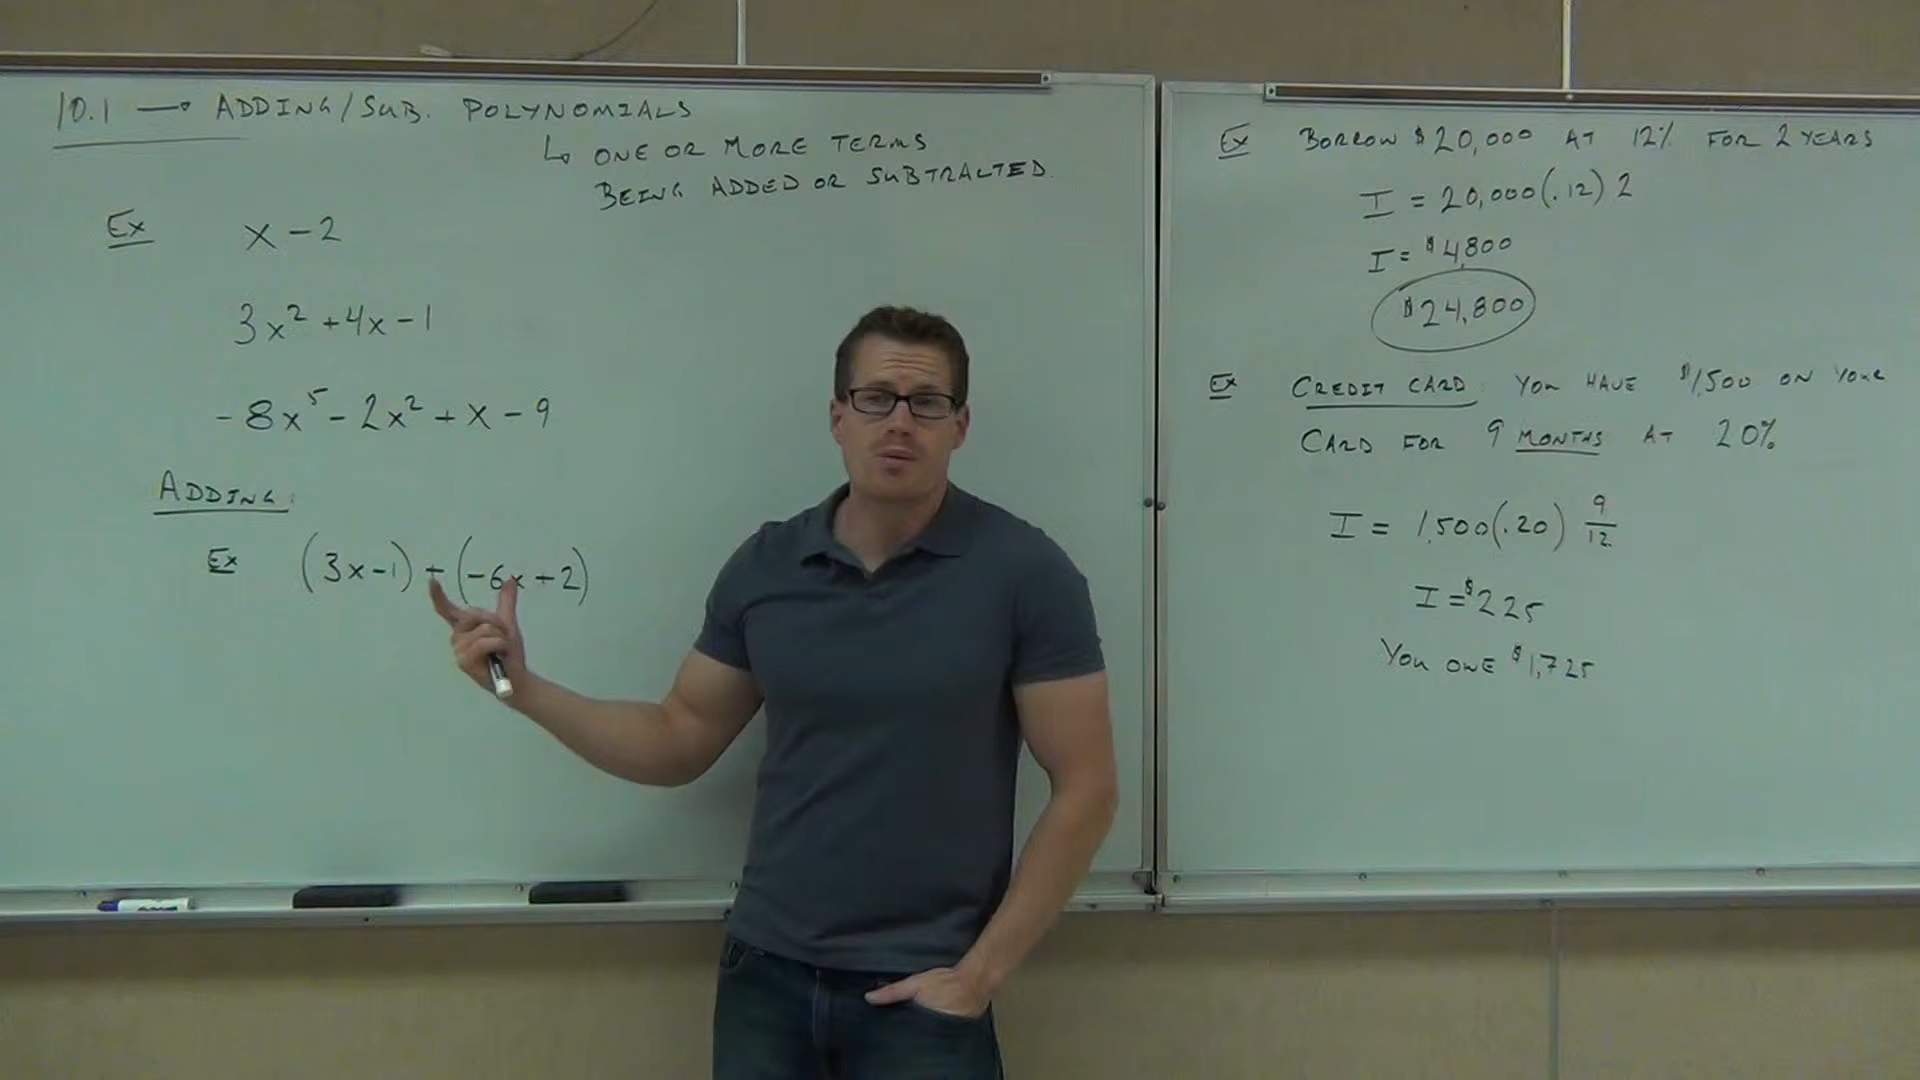 10.1 → ADDING/SUB. POLYNOMIALS
↳ ONE OR MORE TERMS
BEING ADDED OR SUBTRACTED.
Ex x - 2
3x² + 4x - 1
-8x⁵ - 2x² + x - 9
ADDING:
Ex (3x - 1) + (-6x + 2)
Ex BORROW $20,000 AT 12% FOR 2 YEARS
I = 20,000(.12) 2
I = $4,800
$24,800
Ex CREDIT CARD: YOU HAVE $1,500 ON YOUR
CARD FOR 9 MONTHS AT 20%
I = 1,500(.20) 9/12
I = $225
YOU OWE $1,725